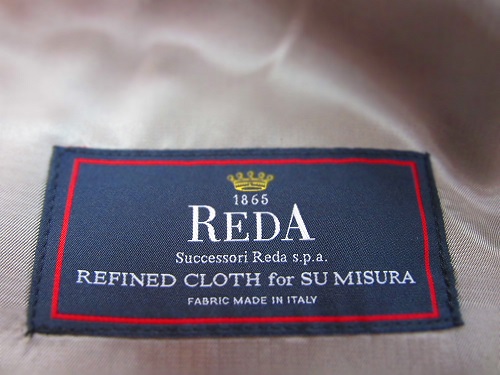 1865
REDA
Successori Reda s.p.a.
REFINED CLOTH for SU MISURA
FABRIC MADE IN ITALY